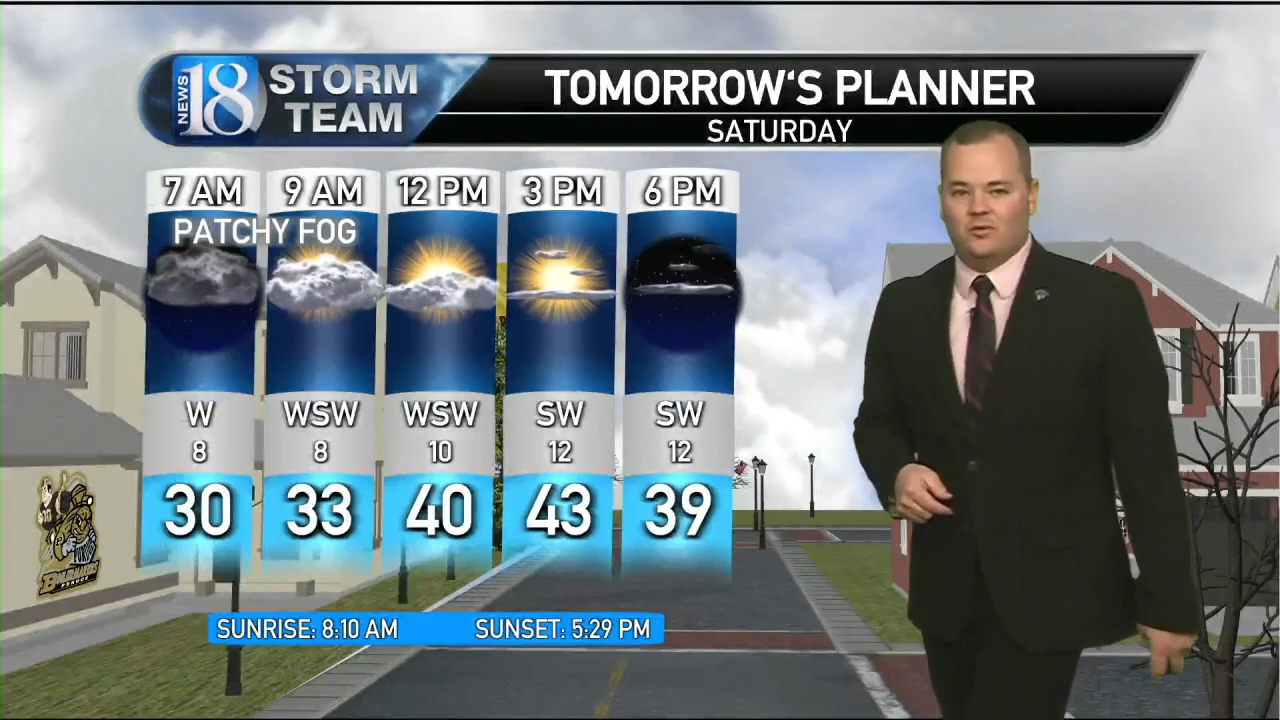 NEWS 18 STORM TEAM
TOMORROW'S PLANNER
SATURDAY
7 AM 9 AM 12 PM 3 PM 6 PM
PATCHY FOG
W WSW WSW SW SW
8 8 10 12 12
30 33 40 43 39
BOILERMAKERS
PURDUE
SUNRISE: 8:10 AM SUNSET: 5:29 PM